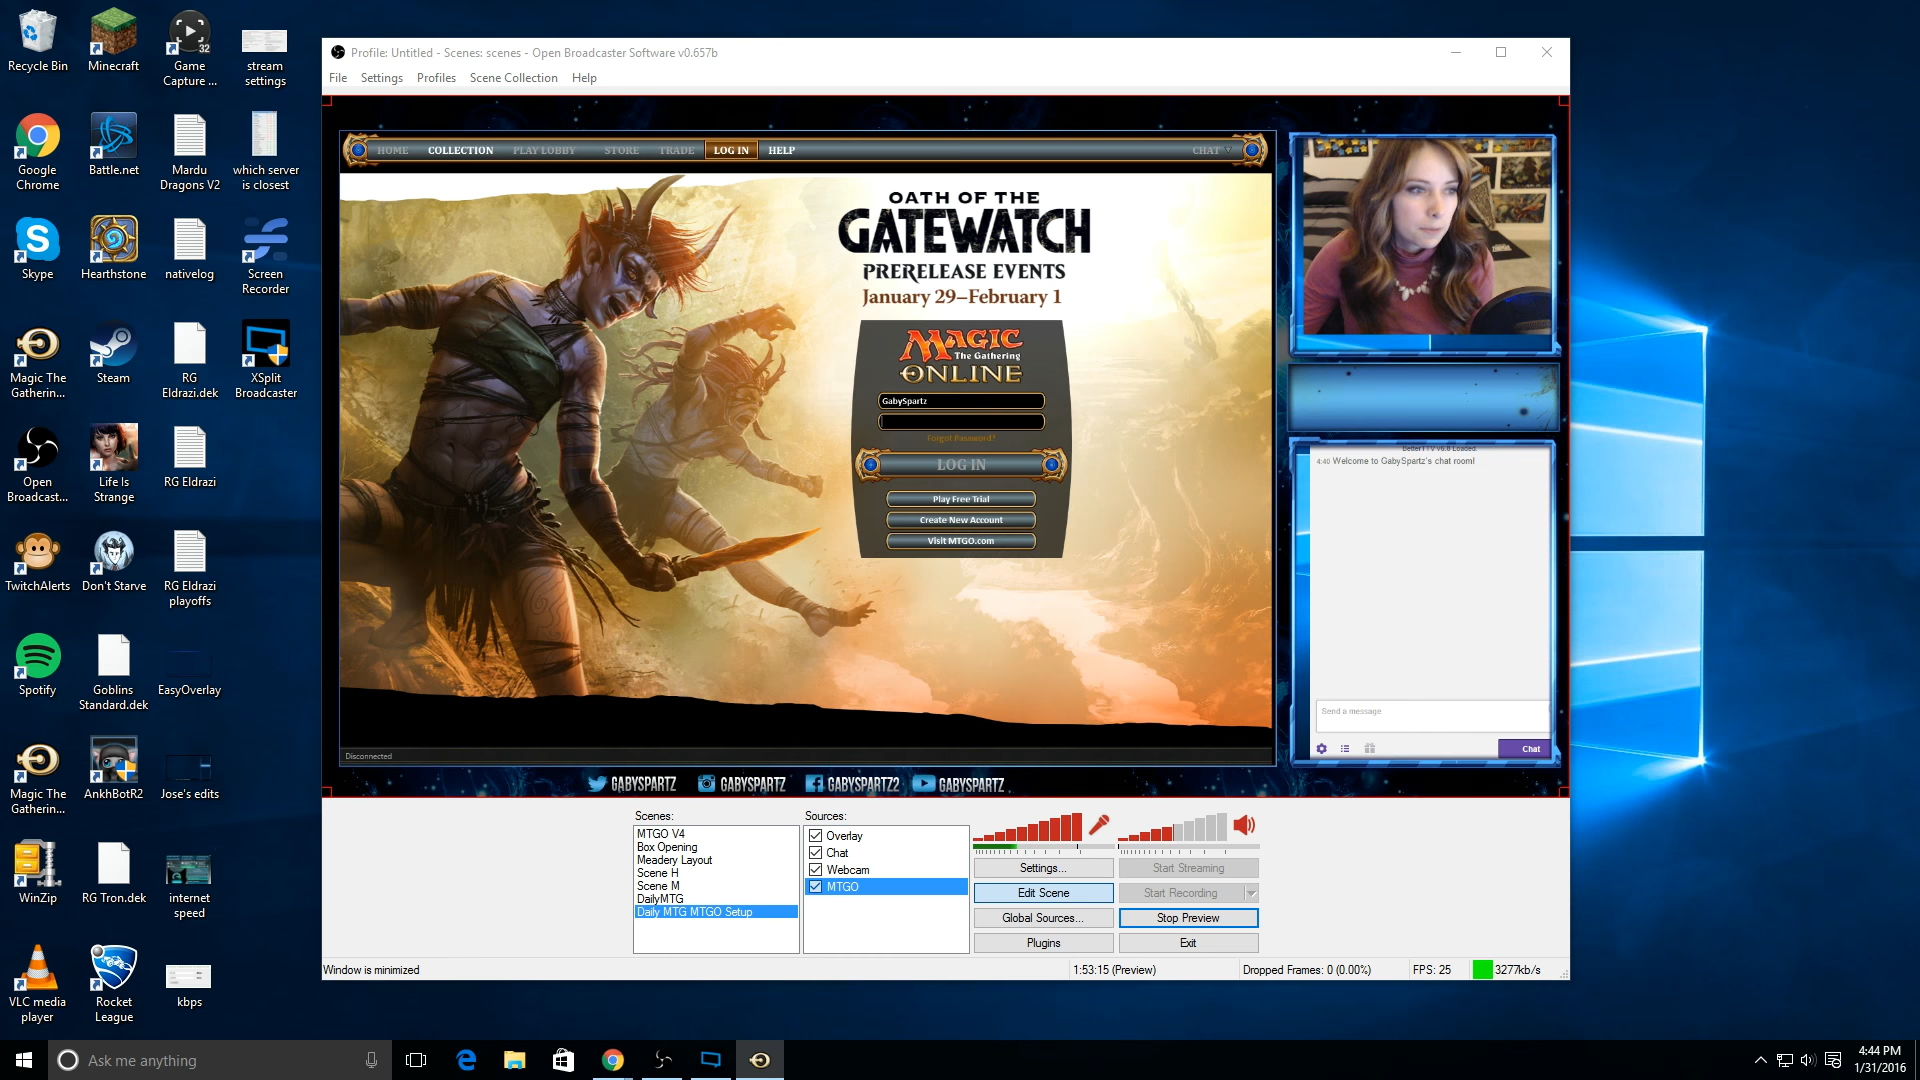 Recycle Bin
Minecraft
Game
Capture ...
32
stream
settings
Google
Chrome
Battle.net
Mardu
Dragons V2
which server
is closest
Skype
Hearthstone
nativelog
Screen
Recorder
Magic The
Gatherin...
Steam
RG
Eldrazi.dek
XSplit
Broadcaster
Open
Broadcast...
Life Is
Strange
RG Eldrazi
TwitchAlerts
Don't Starve
RG Eldrazi
playoffs
Spotify
Goblins
Standard.dek
EasyOverlay
Magic The
Gatherin...
AnkhBotR2
Jose's edits
WinZip
RG Tron.dek
internet
speed
VLC media
player
Rocket
League
kbps
Profile: Untitled - Scenes: scenes - Open Broadcaster Software v0.657b
File Settings Profiles Scene Collection Help
HOME COLLECTION PLAY LOBBY STORE TRADE LOG IN HELP CHAT
OATH OF THE
GATEWATCH
PRERELEASE EVENTS
January 29–February 1
MAGIC
The Gathering
ONLINE
GabySpartz
Forgot Password?
LOG IN
Play Free Trial
Create New Account
Visit MTGO.com
Disconnected
BetterTTV v6.8 Loaded.
4:40 Welcome to GabySpartz's chat room!
Send a message
Chat
GABYSPARTZ GABYSPARTZ GABYSPARTZ2 GABYSPARTZ
Scenes:
MTGO V4
Box Opening
Meadery Layout
Scene H
Scene M
DailyMTG
Daily MTG MTGO Setup
Sources:
Overlay
Chat
Webcam
MTGO
Settings... Start Streaming
Edit Scene Start Recording
Global Sources... Stop Preview
Plugins Exit
Window is minimized 1:53:15 (Preview) Dropped Frames: 0 (0.00%) FPS: 25 3277kb/s
Ask me anything
4:44 PM
1/31/2016